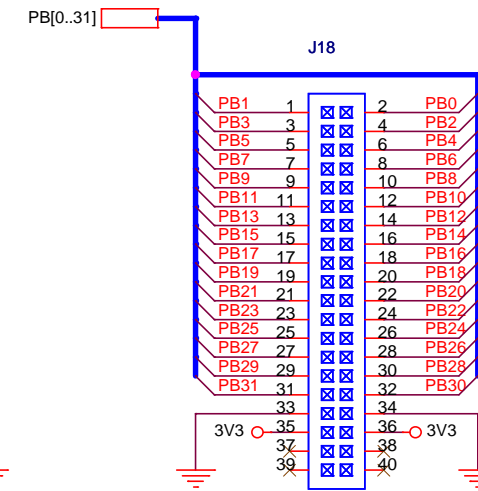 PB[0..31]
J18
PB1 1 2 PB0
PB3 3 4 PB2
PB5 5 6 PB4
PB7 7 8 PB6
PB9 9 10 PB8
PB11 11 12 PB10
PB13 13 14 PB12
PB15 15 16 PB14
PB17 17 18 PB16
PB19 19 20 PB18
PB21 21 22 PB20
PB23 23 24 PB22
PB25 25 26 PB24
PB27 27 28 PB26
PB29 29 30 PB28
PB31 31 32 PB30
33 34
3V3 35 36 3V3
37 38
39 40